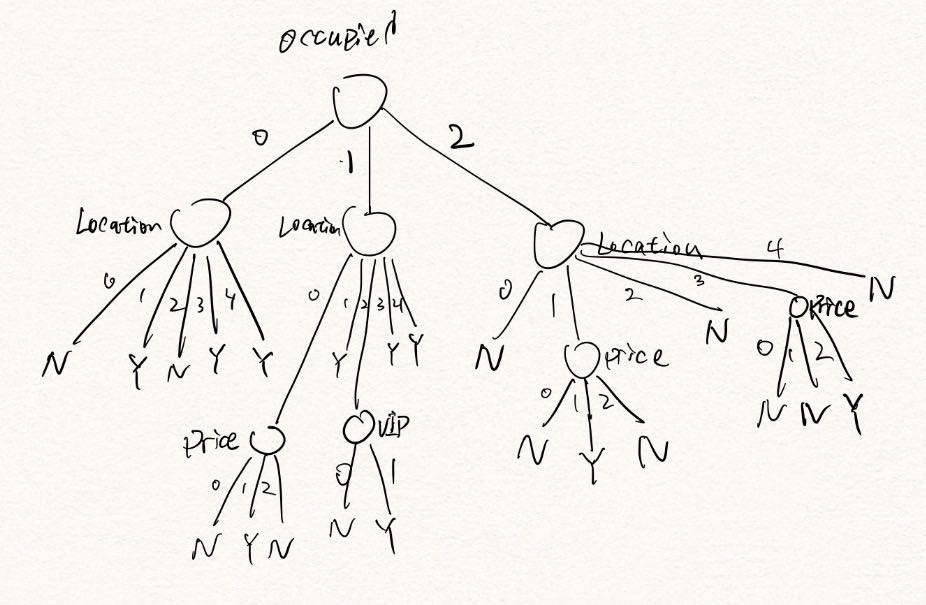 Occupied
0 1 2
Location Location Location
0 1 2 3 4 0 1 2 3 4 0 1 2 3 4
N Y N Y Y Y Y Y N N N
Price
0 1 2
N Y N
Price
0 1 2
N N Y
Price VIP
0 1 2 0 1
N Y N N Y